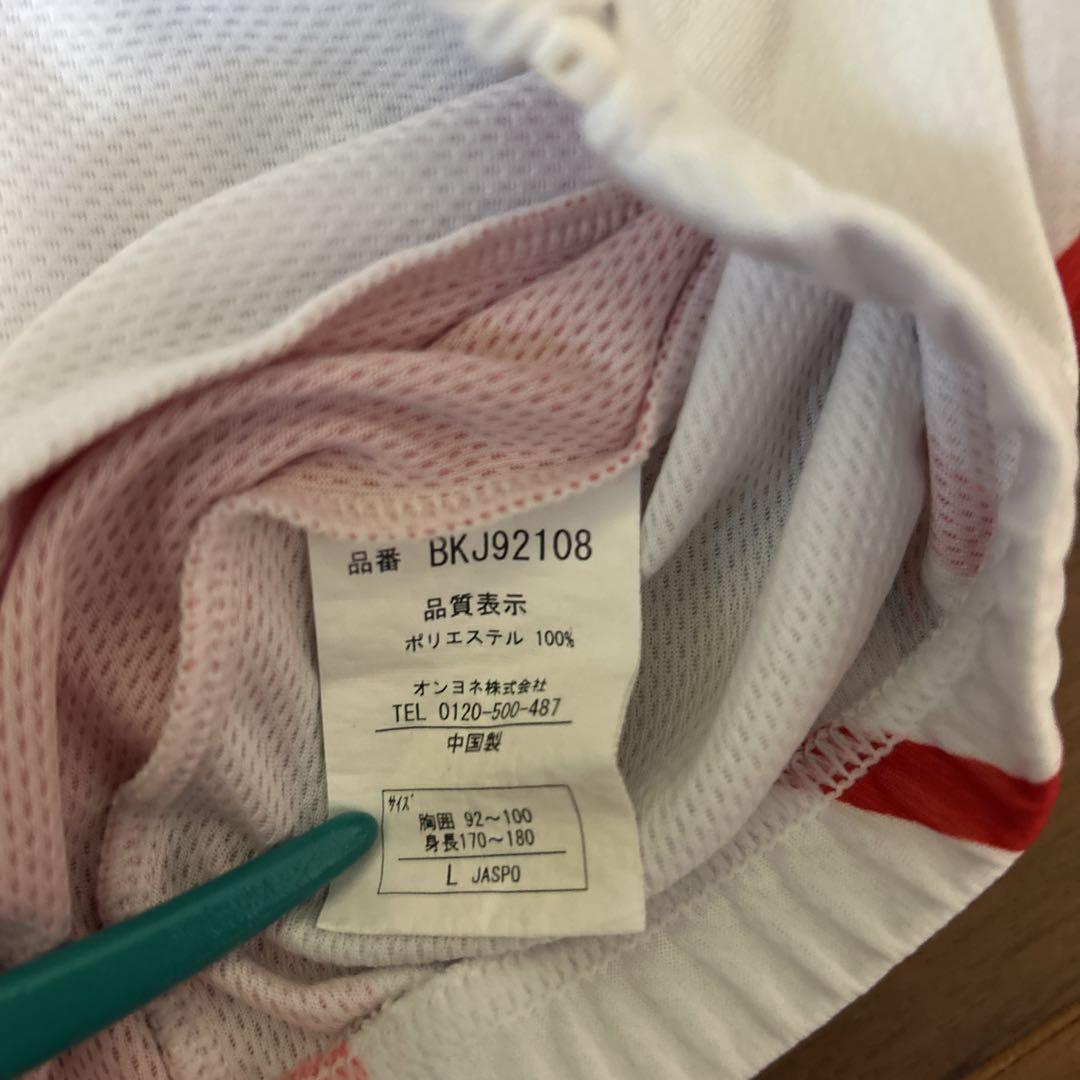 品番 BKJ92108
品質表示
ポリエステル 100%
オンヨネ株式会社
TEL 0120-500-487
中国製
サイズ
胸囲 92～100
身長170～180
L JASPO